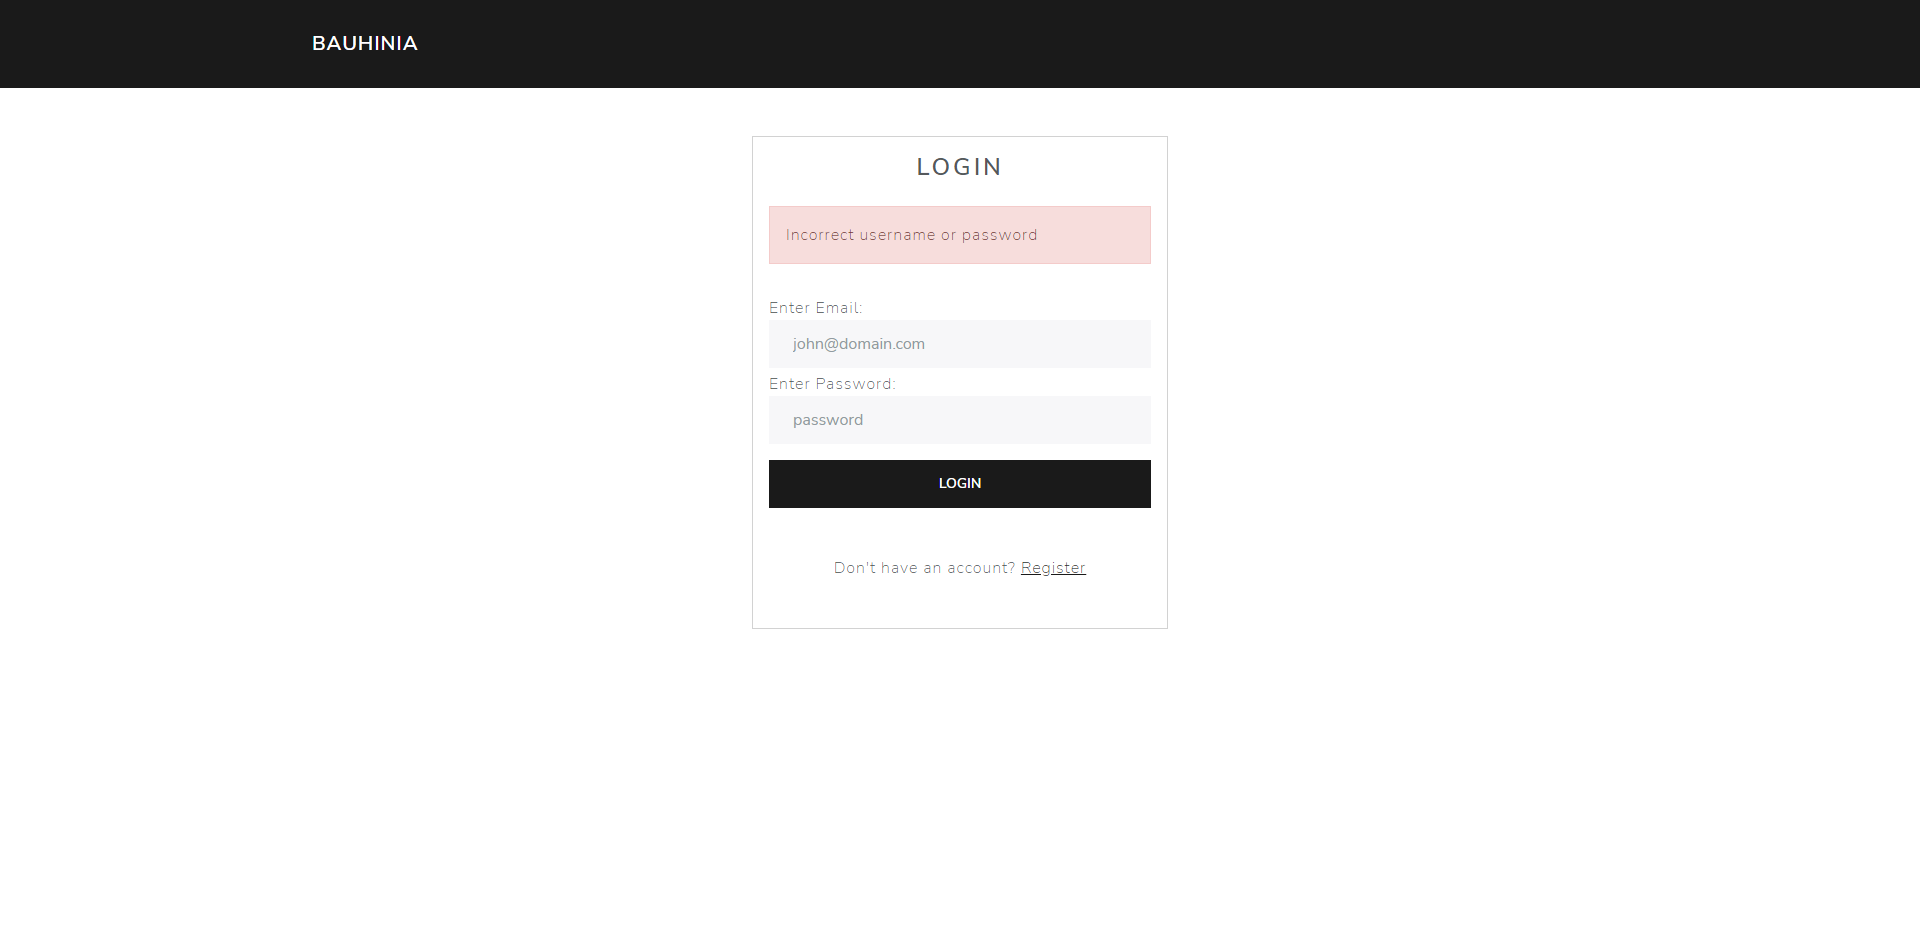 BAUHINIA
LOGIN
Incorrect username or password
Enter Email:
john@domain.com
Enter Password:
password
LOGIN
Don't have an account? Register